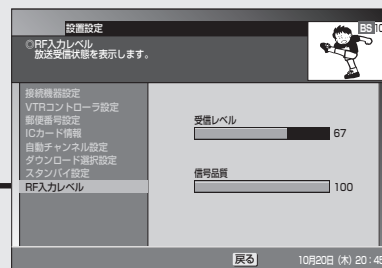 設置設定
◎RF入力レベル
放送受信状態を表示します。
BS 10
接続機器設定
VTRコントローラ設定
郵便番号設定
ICカード情報
自動チャンネル設定
ダウンロード選択設定
スタンバイ設定
RF入力レベル
受信レベル
67
信号品質
100
戻る
10月20日 (木) 20:45